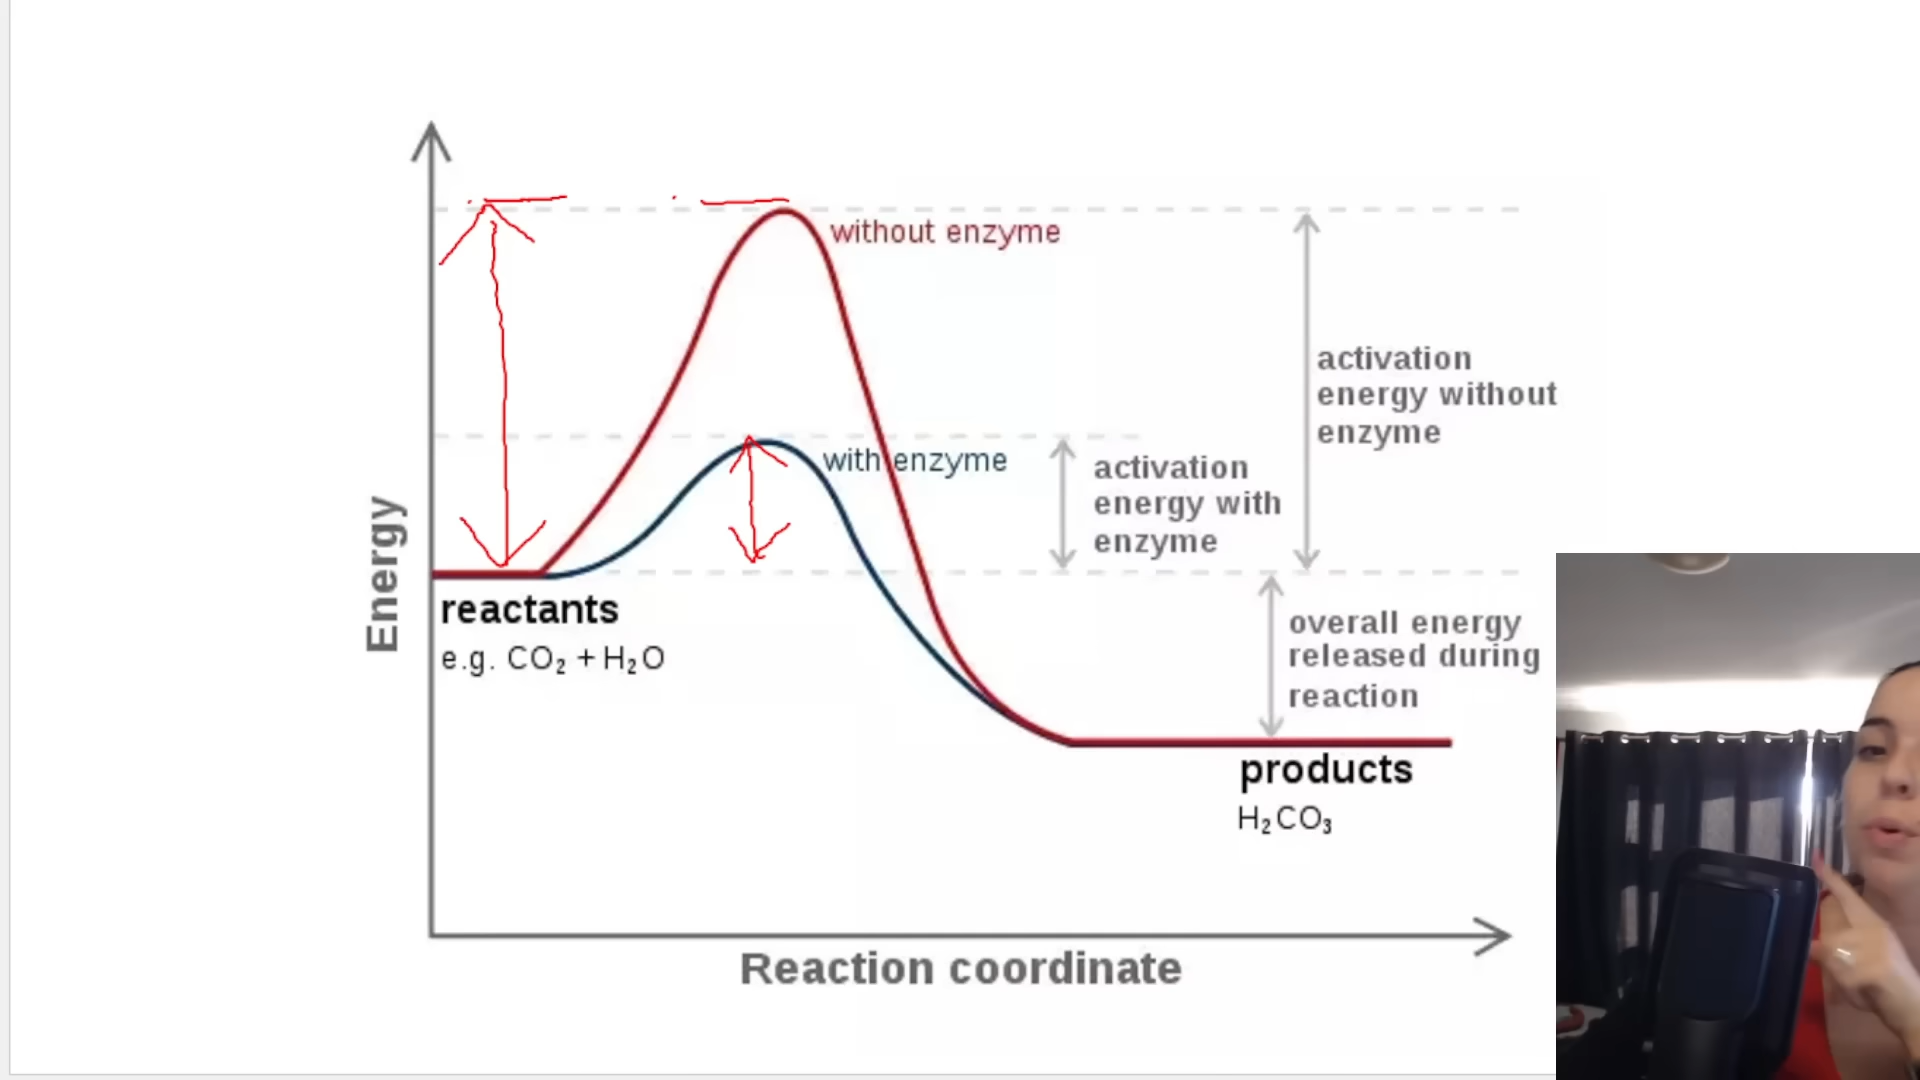 without enzyme
activation
energy without
enzyme
with enzyme
activation
energy with
enzyme
Energy
reactants
e.g. CO₂ + H₂O
overall energy
released during
reaction
products
H₂CO₃
Reaction coordinate